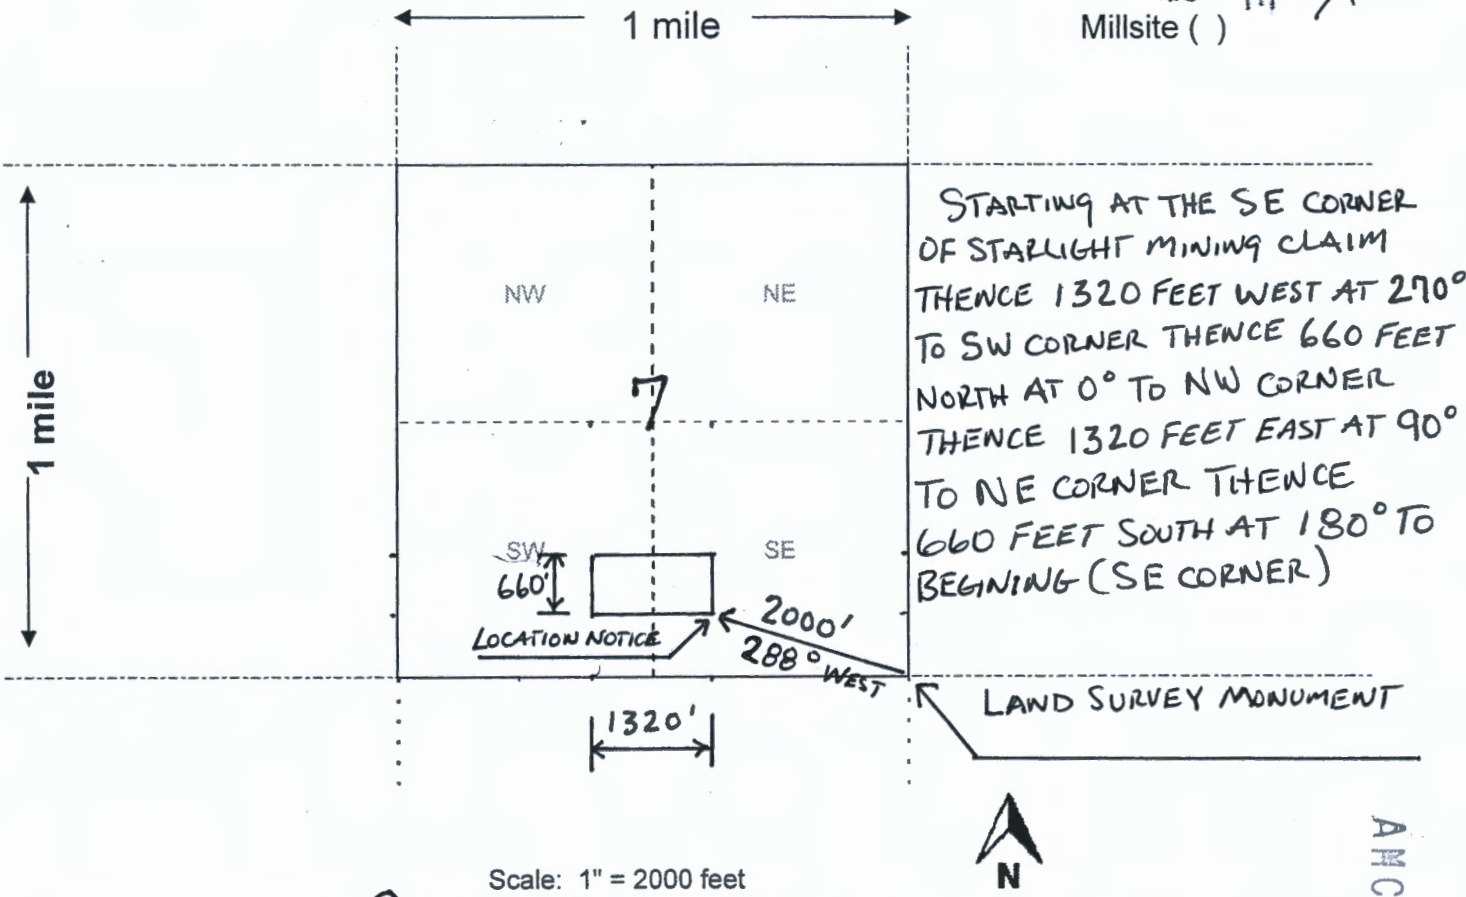 1 mile
Millsite ( )
STARTING AT THE SE CORNER
OF STARLIGHT MINING CLAIM
THENCE 1320 FEET WEST AT 270°
TO SW CORNER THENCE 660 FEET
NORTH AT 0° TO NW CORNER
THENCE 1320 FEET EAST AT 90°
TO NE CORNER THENCE
660 FEET SOUTH AT 180° TO
BEGINING (SE CORNER)
NW
NE
1 mile
7
SW
SE
660'
2000'
288° WEST
LOCATION NOTICE
LAND SURVEY MONUMENT
1320'
N
Scale: 1" = 2000 feet
AMC